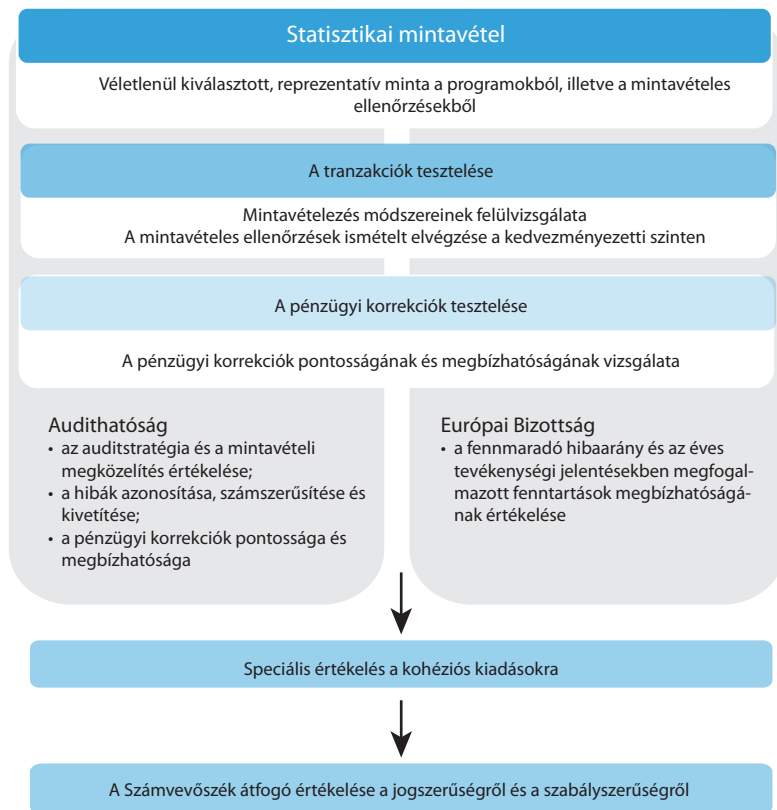 Statisztikai mintavétel
Véletlenül kiválasztott, reprezentatív minta a programokból, illetve a mintavételes
ellenőrzésekből
A tranzakciók tesztelése
Mintavételezés módszereinek felülvizsgálata
A mintavételes ellenőrzések ismételt elvégzése a kedvezményezetti szinten
A pénzügyi korrekciók tesztelése
A pénzügyi korrekciók pontosságának és megbízhatóságának vizsgálata
Audithatóság
• az auditstratégia és a mintavételi
megközelítés értékelése;
• a hibák azonosítása, számszerűsítése és
kivetítése;
• a pénzügyi korrekciók pontossága és
megbízhatósága
Európai Bizottság
• a fennmaradó hibaarány és az éves
tevékenységi jelentésekben megfogal-
mazott fenntartások megbízhatóságá-
nak értékelése
Speciális értékelés a kohéziós kiadásokra
A Számvevőszék átfogó értékelése a jogszerűségről és a szabályszerűségről